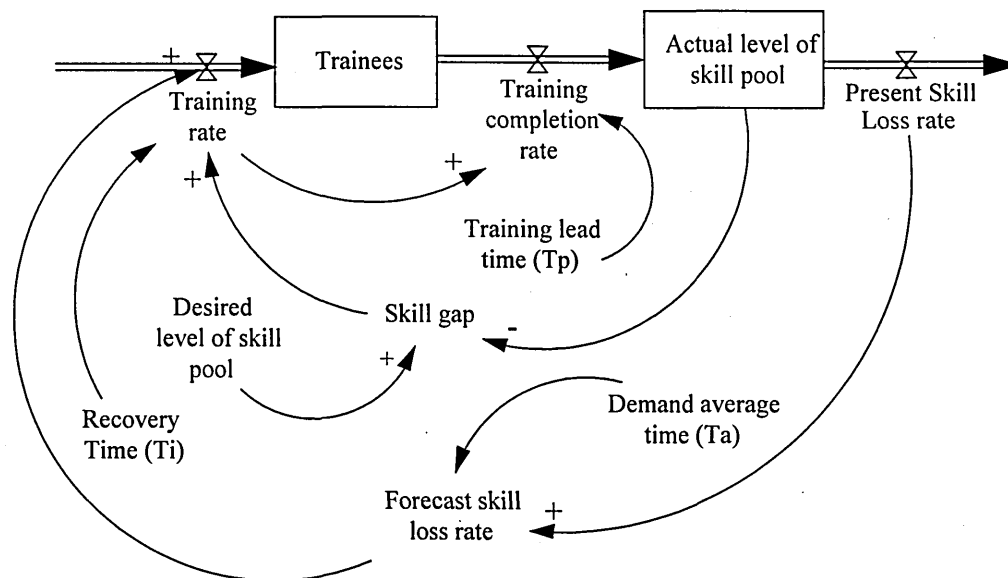 Trainees
Actual level of
skill pool
+
Training
rate
Training
completion
rate
Present Skill
Loss rate
+
+
Training lead
time (Tp)
Desired
level of skill
pool
Skill gap
-
+
Recovery
Time (Ti)
Demand average
time (Ta)
Forecast skill
loss rate
+